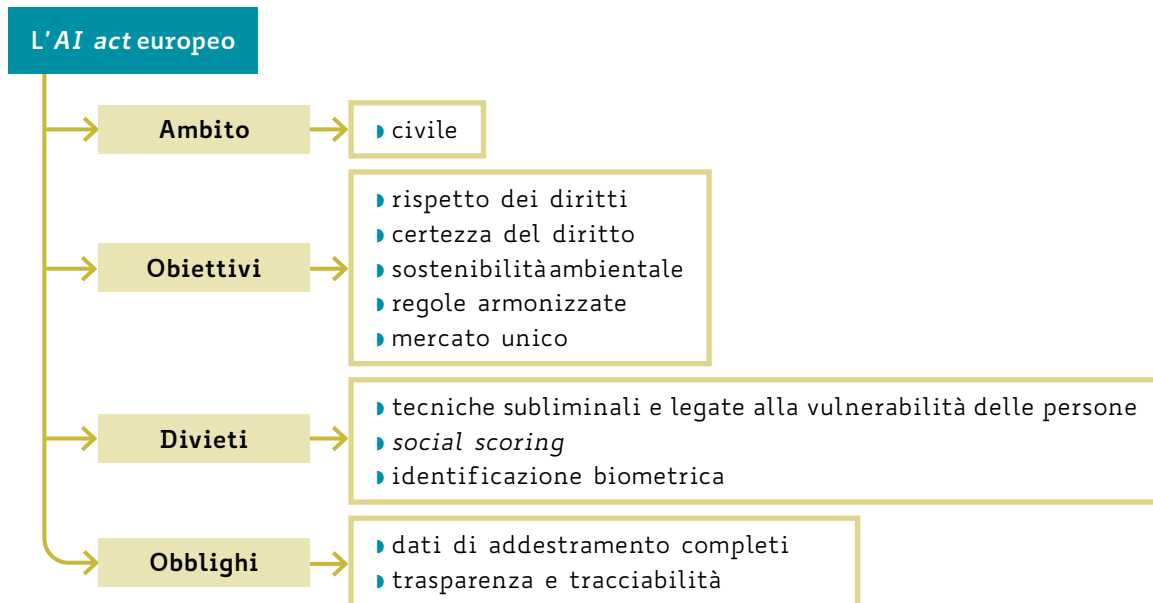 L'AI act europeo
Ambito
civile
Obiettivi
rispetto dei diritti
certezza del diritto
sostenibilità ambientale
regole armonizzate
mercato unico
Divieti
tecniche subliminali e legate alla vulnerabilità delle persone
social scoring
identificazione biometrica
Obblighi
dati di addestramento completi
trasparenza e tracciabilità